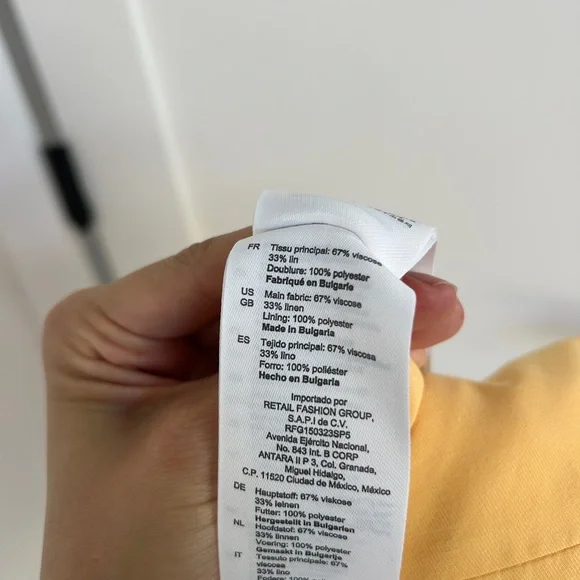 FR Tissu principal: 67% viscose
33% lin
Doublure: 100% polyester
Fabriqué en Bulgarie
US Main fabric: 67% viscose
GB 33% linen
Lining: 100% polyester
Made in Bulgaria
ES Tejido principal: 67% viscosa
33% lino
Forro: 100% poliéster
Hecho en Bulgaria
Importado por
RETAIL FASHION GROUP,
S.A.P.I de C.V.
RFG150323SP5
Avenida Ejército Nacional,
No. 843 Int. B CORP
ANTARA II P 3, Col. Granada,
Miguel Hidalgo,
C.P. 11520 Ciudad de México, México
DE Hauptstoff: 67% viskose
33% leinen
Futter: 100% polyester
Hergestellt in Bulgarien
NL Hoofdstof: 67% viscose
33% linnen
Voering: 100% polyester
Gemaakt in Bulgarije
IT Tessuto principale: 67%
viscosa 33% lino
Fodera: 100%